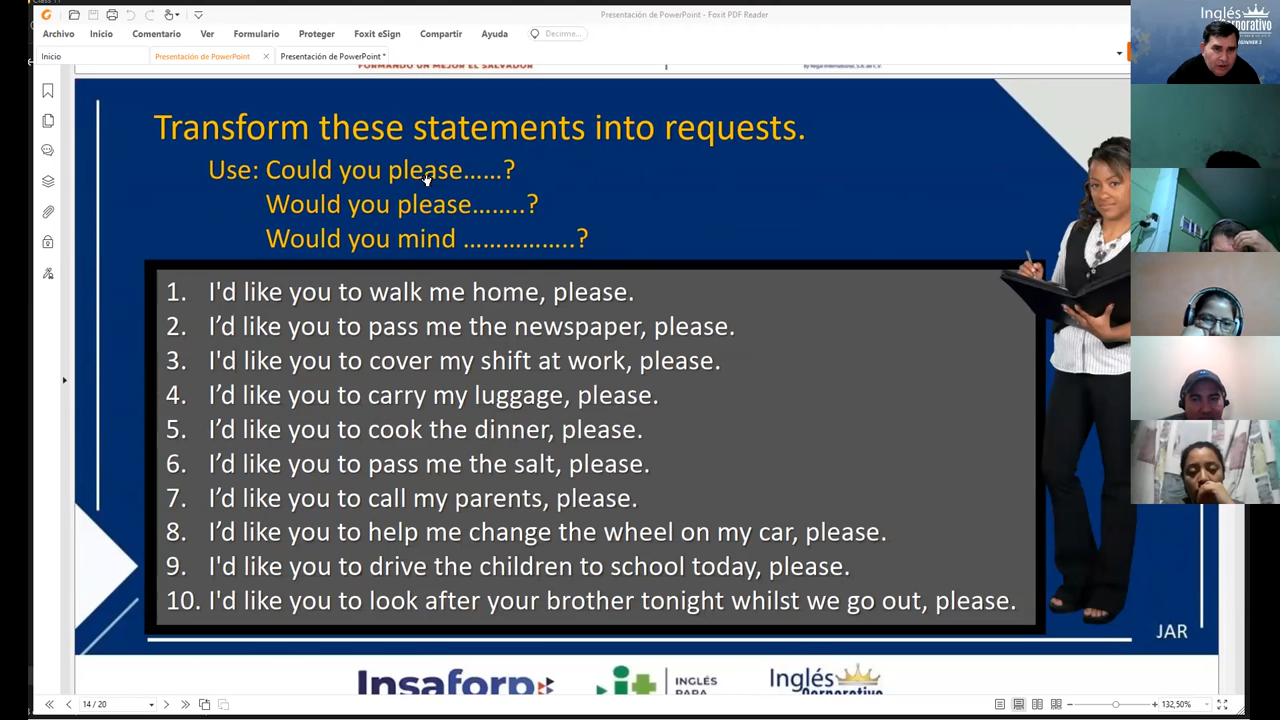 Presentación de PowerPoint - Foxit PDF Reader
Archivo Inicio Comentario Ver Formulario Proteger Foxit eSign Compartir Ayuda Decirme...
Inicio Presentación de PowerPoint Presentación de PowerPoint *
FORMANDO UN MEJOR EL SALVADOR
Inglés
Corporativo
BEGINNER 2
Transform these statements into requests.
Use: Could you please……?
Would you please……..?
Would you mind ……………..?
1. I'd like you to walk me home, please.
2. I’d like you to pass me the newspaper, please.
3. I'd like you to cover my shift at work, please.
4. I’d like you to carry my luggage, please.
5. I’d like you to cook the dinner, please.
6. I’d like you to pass me the salt, please.
7. I’d like you to call my parents, please.
8. I’d like you to help me change the wheel on my car, please.
9. I'd like you to drive the children to school today, please.
10. I'd like you to look after your brother tonight whilst we go out, please.
JAR
Insaforp
INGLÉS
PARA
Inglés
Corporativo
14 / 20
132,50%